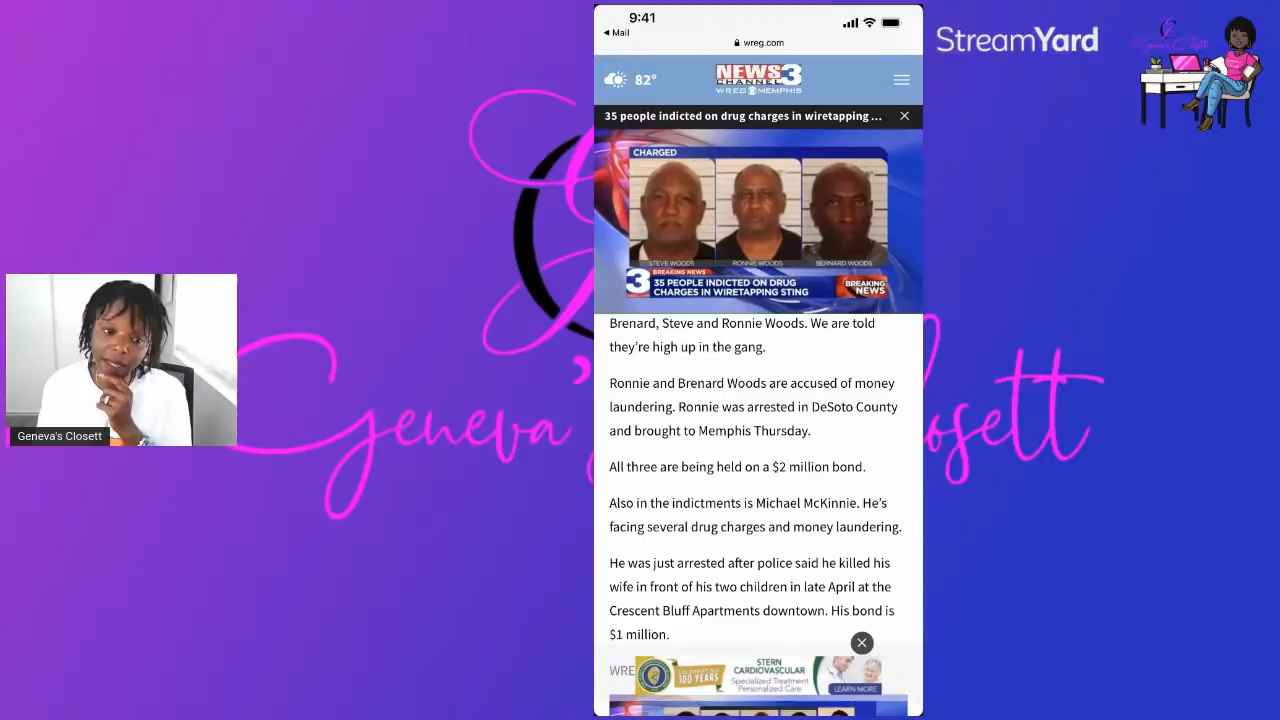 9:41
Mail
wreg.com
82°
NEWS
CHANNEL 3
WREG MEMPHIS
35 people indicted on drug charges in wiretapping ...
CHARGED
STEVE WOODS
RONNIE WOODS
BERNARD WOODS
3
BREAKING NEWS
35 PEOPLE INDICTED ON DRUG
CHARGES IN WIRETAPPING STING
BREAKING
NEWS
Brenard, Steve and Ronnie Woods. We are told
they're high up in the gang.
Ronnie and Brenard Woods are accused of money
laundering. Ronnie was arrested in DeSoto County
and brought to Memphis Thursday.
All three are being held on a $2 million bond.
Also in the indictments is Michael McKinnie. He's
facing several drug charges and money laundering.
He was just arrested after police said he killed his
wife in front of his two children in late April at the
Crescent Bluff Apartments downtown. His bond is
$1 million.
WRE
CELEBRATING
100 YEARS
STERN
CARDIOVASCULAR
Specialized Treatment
Personalized Care
LEARN MORE
StreamYard
Geneva's Closett
Geneva's
losett
Geneva's Closett